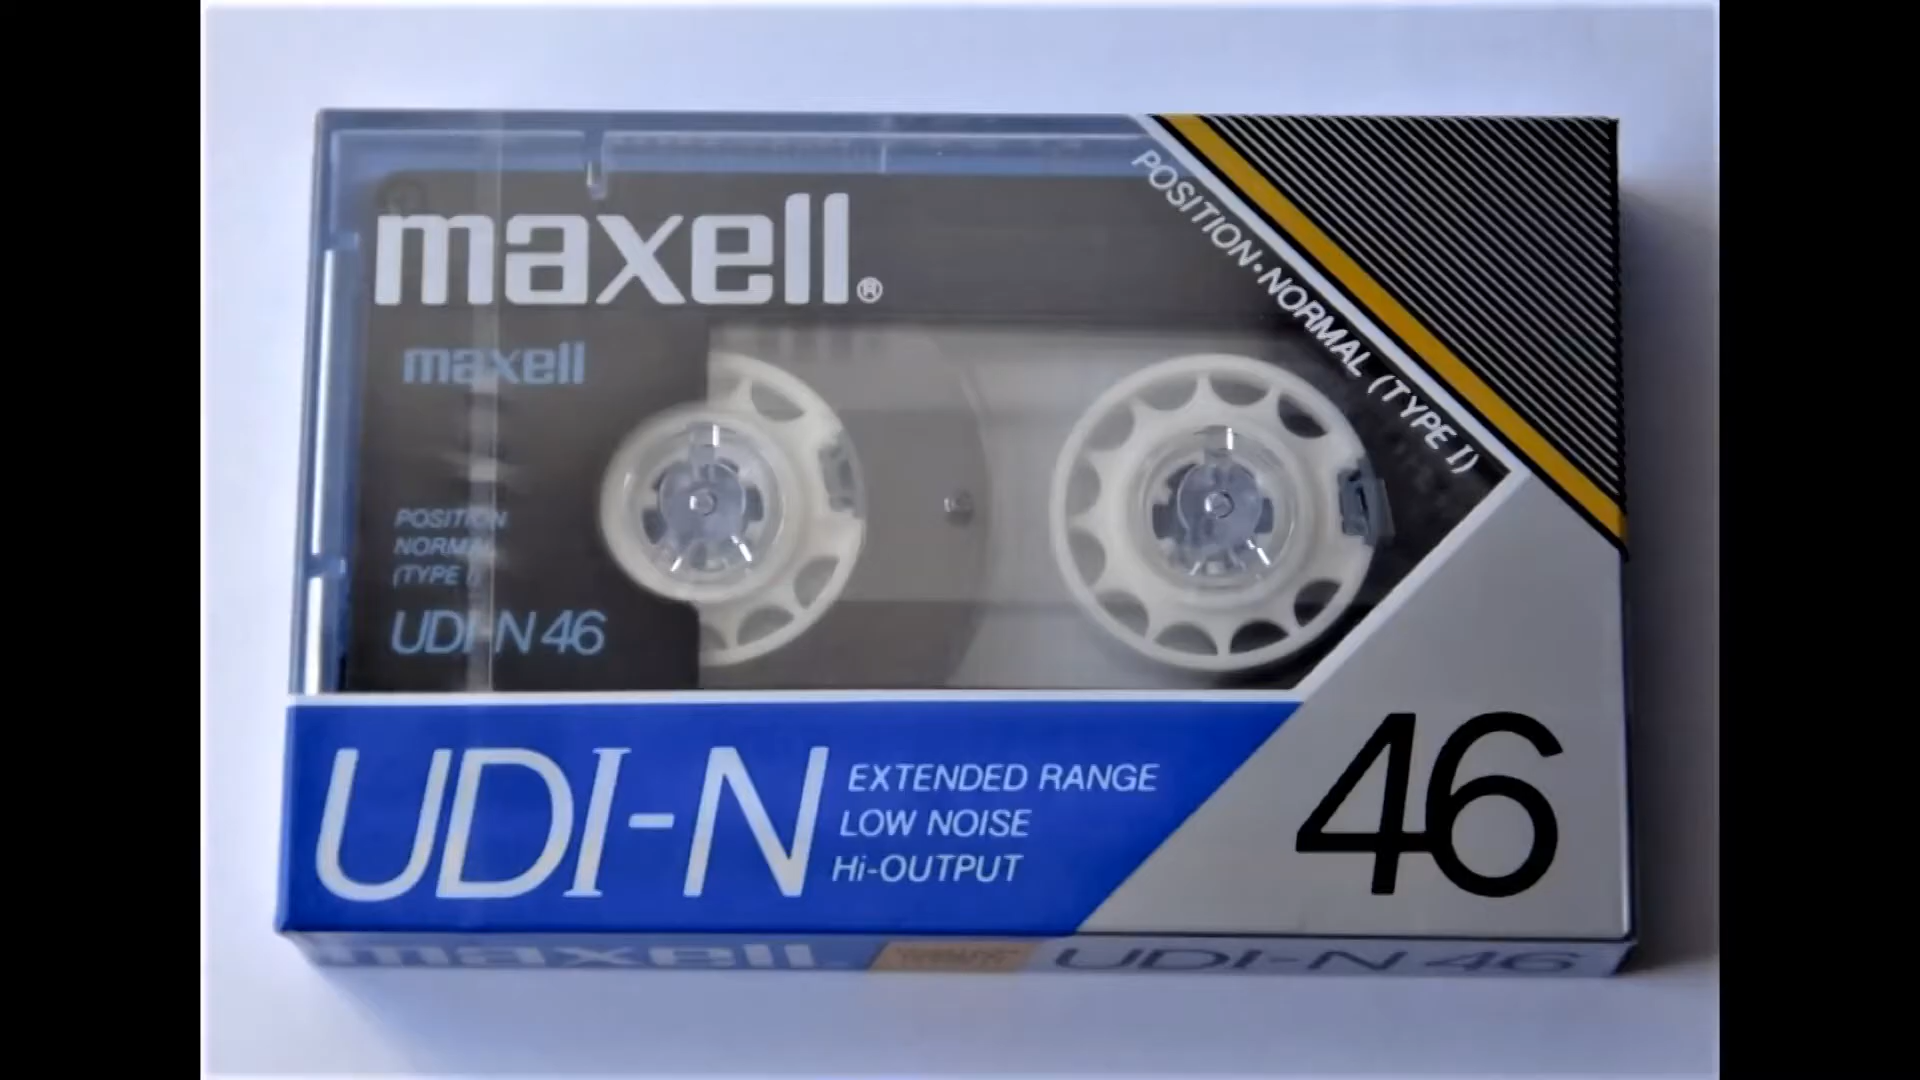 maxell®
POSITION·NORMAL (TYPE I)
maxell
POSITION
NORMAL
(TYPE I)
UDI-N 46
UDI-N
EXTENDED RANGE
LOW NOISE
Hi-OUTPUT
46
maxell.
UDI-N 46